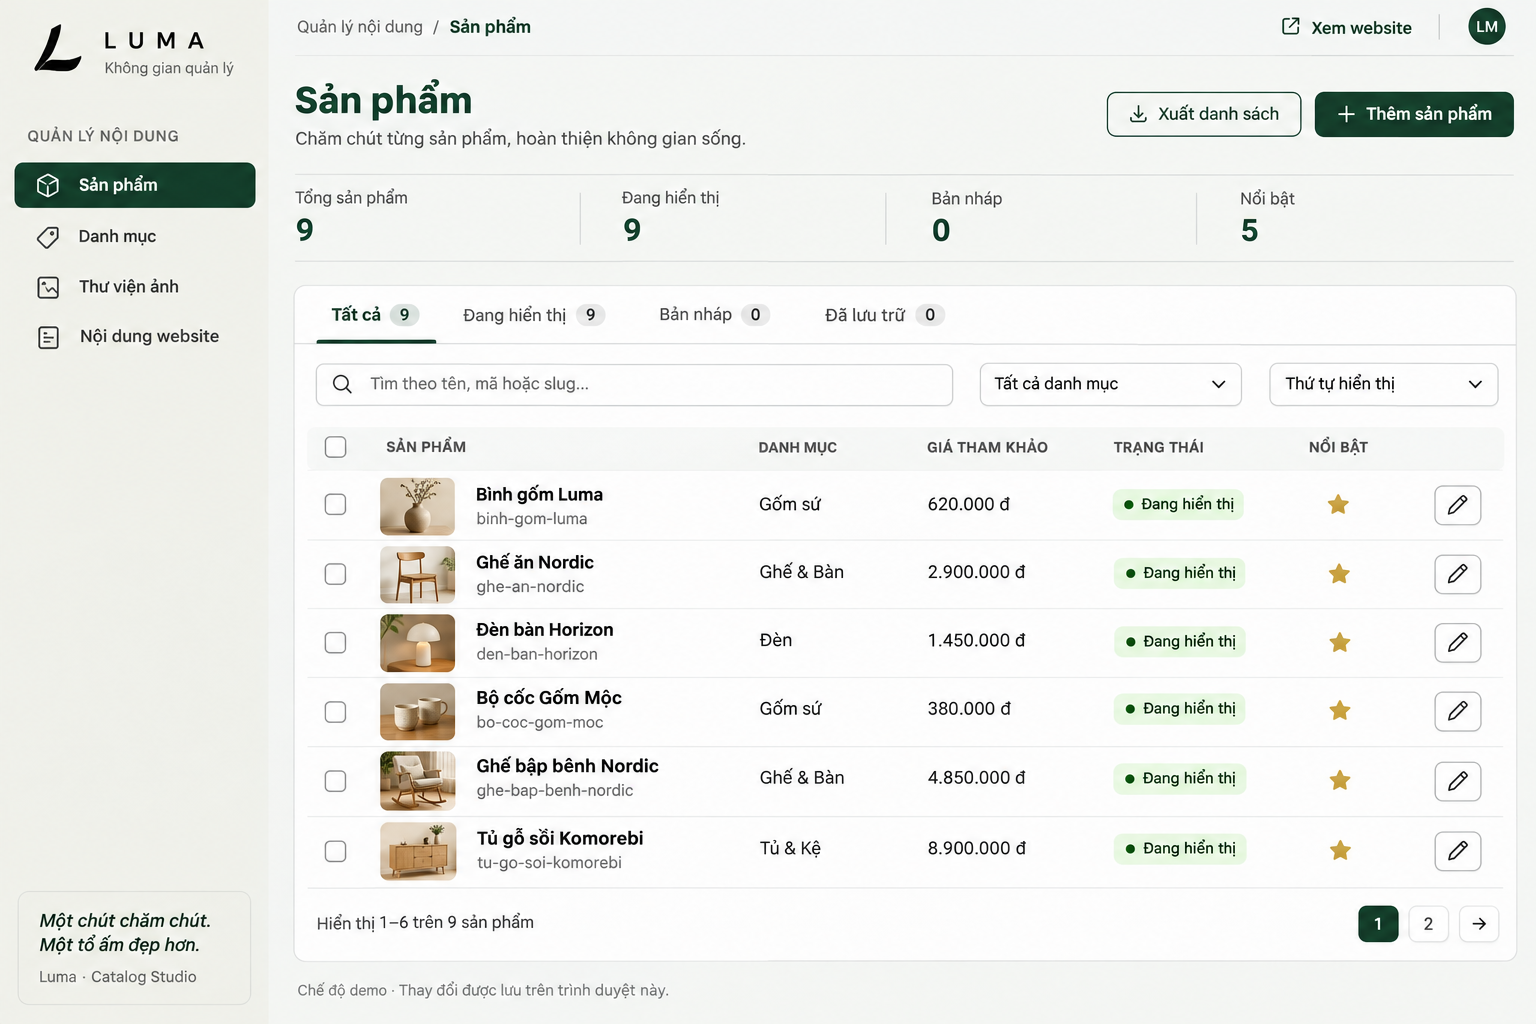 LUMA
Không gian quản lý
QUẢN LÝ NỘI DUNG
Sản phẩm
Danh mục
Thư viện ảnh
Nội dung website
Một chút chăm chút.
Một tổ ấm đẹp hơn.
Luma · Catalog Studio
Quản lý nội dung / Sản phẩm
Xem website
LM
Sản phẩm
Chăm chút từng sản phẩm, hoàn thiện không gian sống.
Xuất danh sách
Thêm sản phẩm
Tổng sản phẩm
9
Đang hiển thị
9
Bản nháp
0
Nổi bật
5
Tất cả 9
Đang hiển thị 9
Bản nháp 0
Đã lưu trữ 0
Tìm theo tên, mã hoặc slug...
Tất cả danh mục
Thứ tự hiển thị
SẢN PHẨM DANH MỤC GIÁ THAM KHẢO TRẠNG THÁI NỔI BẬT
Bình gốm Luma
binh-gom-luma
Gốm sứ
620.000 đ
Đang hiển thị
Ghế ăn Nordic
ghe-an-nordic
Ghế & Bàn
2.900.000 đ
Đang hiển thị
Đèn bàn Horizon
den-ban-horizon
Đèn
1.450.000 đ
Đang hiển thị
Bộ cốc Gốm Mộc
bo-coc-gom-moc
Gốm sứ
380.000 đ
Đang hiển thị
Ghế bập bênh Nordic
ghe-bap-benh-nordic
Ghế & Bàn
4.850.000 đ
Đang hiển thị
Tủ gỗ sồi Komorebi
tu-go-soi-komorebi
Tủ & Kệ
8.900.000 đ
Đang hiển thị
Hiển thị 1–6 trên 9 sản phẩm
1 2
Chế độ demo · Thay đổi được lưu trên trình duyệt này.